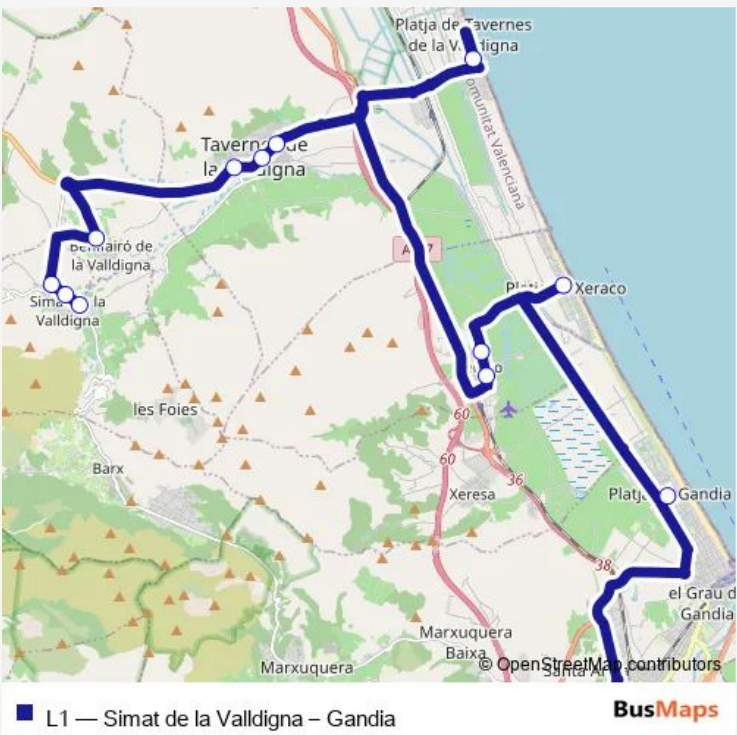 Platja de Tavernes
de la Valldigna
Comunitat Valenciana
Tavernes de
la Valldigna
Benifairó de
la Valldigna
A-7
Platja Xeraco
Simat de la
Valldigna
les Foies
60
60
36
Barx
Xeresa
Platja Gandia
38
el Grau d
Gandia
Marxuquera
Baixa
Marxuquera
© OpenStreetMap contributors
L1 — Simat de la Valldigna – Gandia
BusMaps